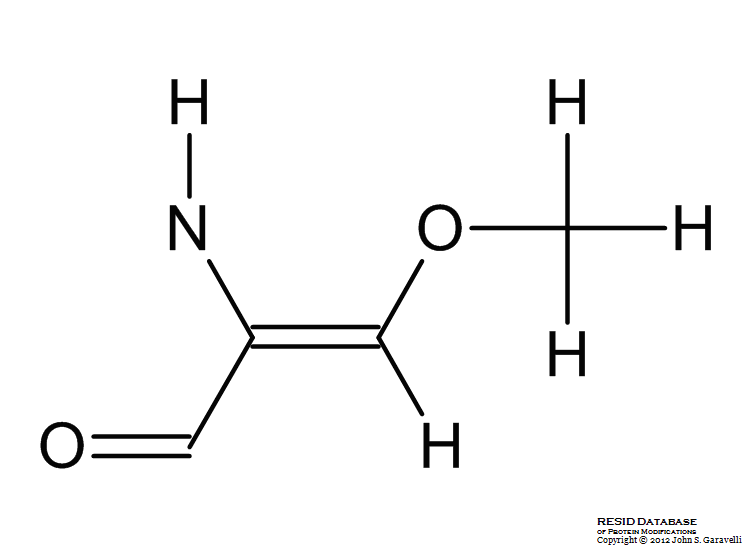 H H
N O H
H
O H
RESID DATABASE
OF PROTEIN MODIFICATIONS
Copyright © 2012 John S. Garavelli